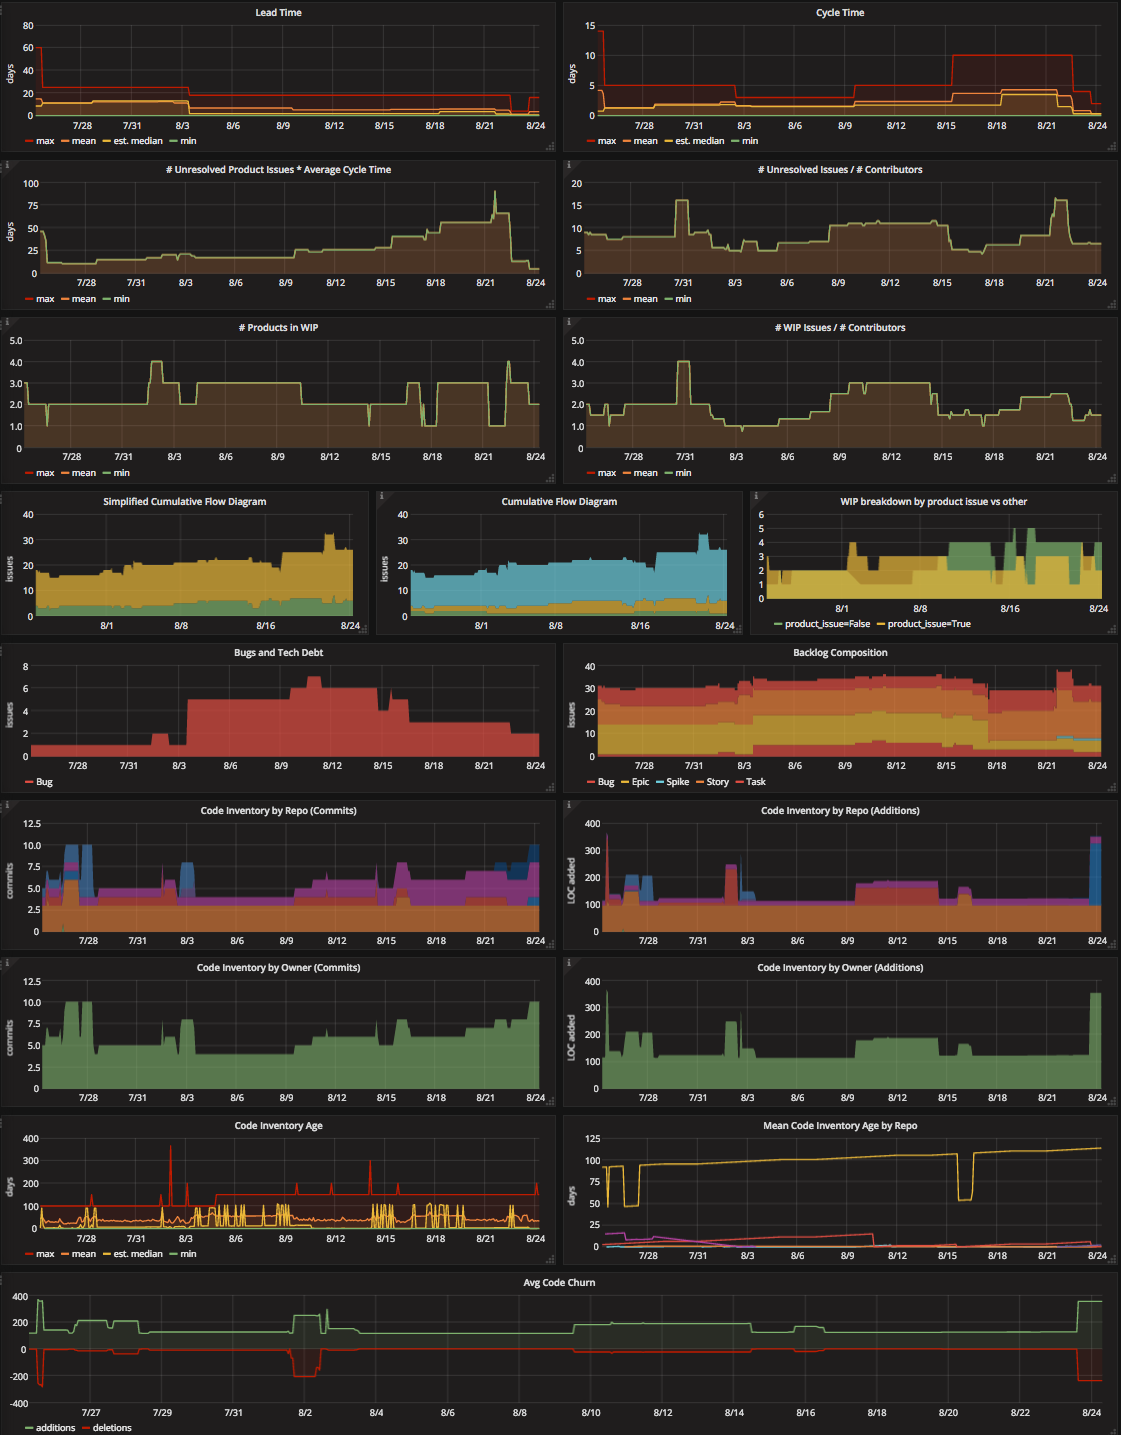 Lead Time
80
60
40
20
0
days
7/28 7/31 8/3 8/6 8/9 8/12 8/15 8/18 8/21 8/24
max mean est. median min
Cycle Time
15
10
5
0
days
7/28 7/31 8/3 8/6 8/9 8/12 8/15 8/18 8/21 8/24
max mean est. median min
# Unresolved Product Issues * Average Cycle Time
100
75
50
25
0
days
7/28 7/31 8/3 8/6 8/9 8/12 8/15 8/18 8/21 8/24
max mean min
# Unresolved Issues / # Contributors
20
15
10
5
0
7/28 7/31 8/3 8/6 8/9 8/12 8/15 8/18 8/21 8/24
max mean min
# Products in WIP
5.0
4.0
3.0
2.0
1.0
0
7/28 7/31 8/3 8/6 8/9 8/12 8/15 8/18 8/21 8/24
max mean min
# WIP Issues / # Contributors
5.0
4.0
3.0
2.0
1.0
0
7/28 7/31 8/3 8/6 8/9 8/12 8/15 8/18 8/21 8/24
max mean min
Simplified Cumulative Flow Diagram
40
30
20
10
0
issues
8/1 8/8 8/16 8/24
Cumulative Flow Diagram
40
30
20
10
0
issues
8/1 8/8 8/16 8/24
WIP breakdown by product issue vs other
6
5
4
3
2
1
0
8/1 8/8 8/16 8/24
product_issue=False product_issue=True
Bugs and Tech Debt
8
6
4
2
0
issues
7/28 7/31 8/3 8/6 8/9 8/12 8/15 8/18 8/21 8/24
Bug
Backlog Composition
40
30
20
10
0
issues
7/28 7/31 8/3 8/6 8/9 8/12 8/15 8/18 8/21 8/24
Bug Epic Spike Story Task
Code Inventory by Repo (Commits)
12.5
10.0
7.5
5.0
2.5
0
commits
7/28 7/31 8/3 8/6 8/9 8/12 8/15 8/18 8/21 8/24
Code Inventory by Repo (Additions)
400
300
200
100
0
LOC added
7/28 7/31 8/3 8/6 8/9 8/12 8/15 8/18 8/21 8/24
Code Inventory by Owner (Commits)
12.5
10.0
7.5
5.0
2.5
0
commits
7/28 7/31 8/3 8/6 8/9 8/12 8/15 8/18 8/21 8/24
Code Inventory by Owner (Additions)
400
300
200
100
0
LOC added
7/28 7/31 8/3 8/6 8/9 8/12 8/15 8/18 8/21 8/24
Code Inventory Age
400
300
200
100
0
days
7/28 7/31 8/3 8/6 8/9 8/12 8/15 8/18 8/21 8/24
max mean est. median min
Mean Code Inventory Age by Repo
125
100
75
50
25
0
days
7/28 7/31 8/3 8/6 8/9 8/12 8/15 8/18 8/21 8/24
Avg Code Churn
400
200
0
-200
-400
7/27 7/29 7/31 8/2 8/4 8/6 8/8 8/10 8/12 8/14 8/16 8/18 8/20 8/22 8/24
additions deletions